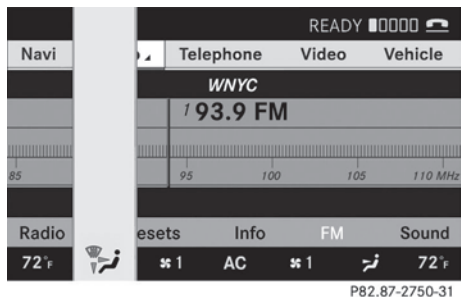 READY
Navi Telephone Video Vehicle
WNYC
1 93.9 FM
85 95 100 105 110 MHz
Radio esets Info FM Sound
72°F 1 AC 1 72°F
P82.87-2750-31